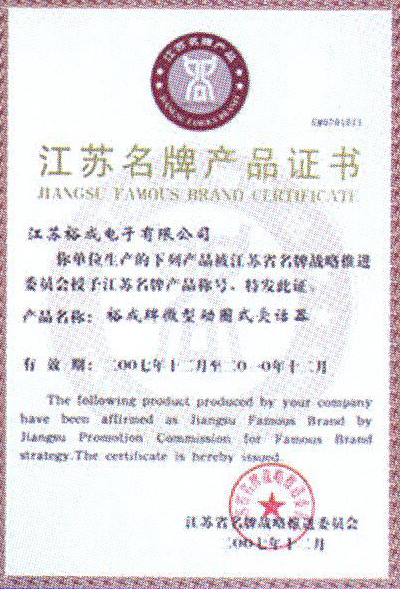 江苏名牌产品
JIANGSU FAMOUS BRAND
江苏名牌产品证书
JIANGSU FAMOUS BRAND CERTIFICATE
江苏裕成电子有限公司
你单位生产的下列产品被江苏省名牌战略推进
委员会授予江苏名牌产品称号，特发此证。
产品名称：裕成牌微型动圈式受话器
有 效 期：二〇〇七年十二月至二〇一〇年十二月
The following product produced by your company
have been affirmed as Jiangsu Famous Brand by
Jiangsu Promotion Commission for Famous Brand
strategy.The certificate is hereby issued.
江苏省名牌战略推进委员会
二〇〇七年十二月